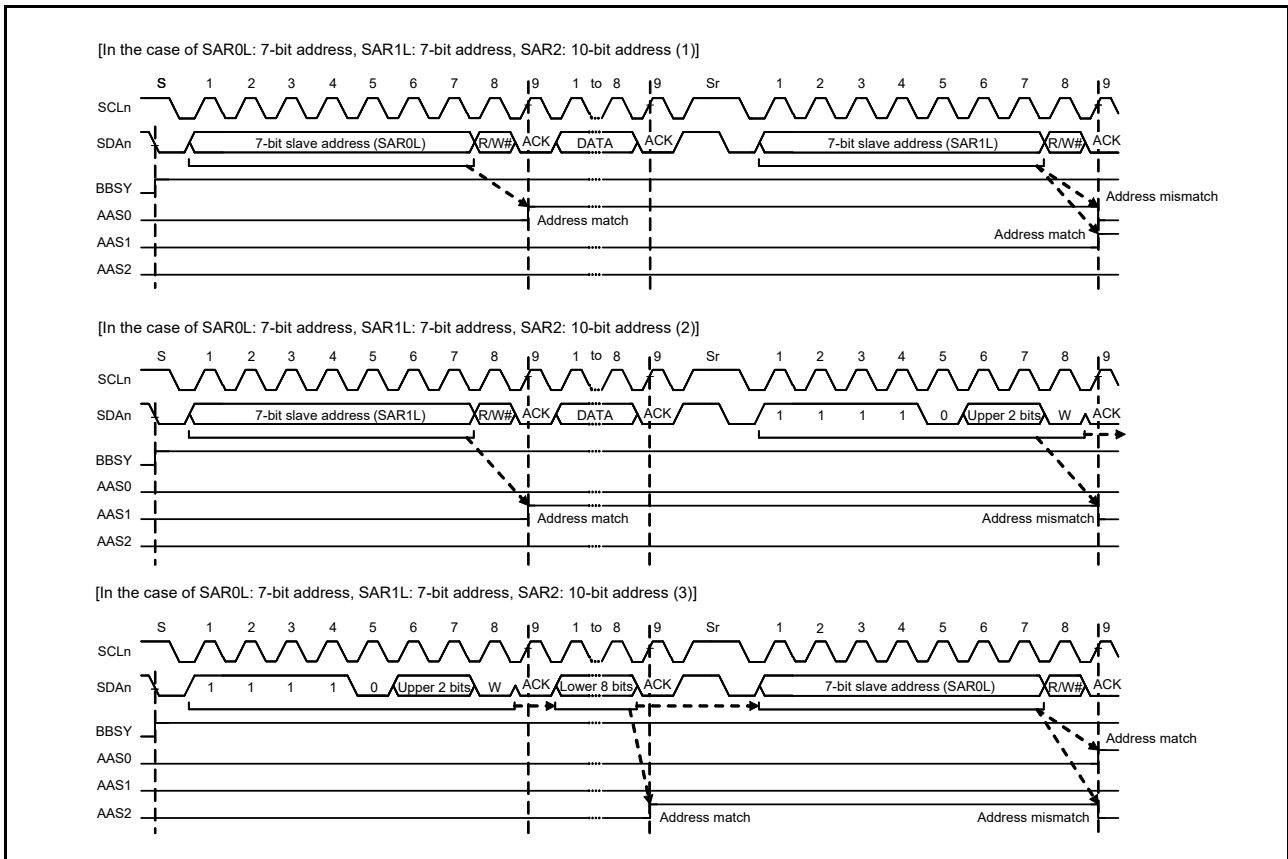 [In the case of SAR0L: 7-bit address, SAR1L: 7-bit address, SAR2: 10-bit address (1)]
S 1 2 3 4 5 6 7 8 9 1 to 8 9 Sr 1 2 3 4 5 6 7 8 9
SCLn
SDAn 7-bit slave address (SAR0L) R/W# ACK DATA ACK 7-bit slave address (SAR1L) R/W# ACK
BBSY
Address mismatch
AAS0
Address match
AAS1
Address match
AAS2
[In the case of SAR0L: 7-bit address, SAR1L: 7-bit address, SAR2: 10-bit address (2)]
S 1 2 3 4 5 6 7 8 9 1 to 8 9 Sr 1 2 3 4 5 6 7 8 9
SCLn
SDAn 7-bit slave address (SAR1L) R/W# ACK DATA ACK 1 1 1 1 0 Upper 2 bits W ACK
BBSY
AAS0
AAS1 Address match Address mismatch
AAS2
[In the case of SAR0L: 7-bit address, SAR1L: 7-bit address, SAR2: 10-bit address (3)]
S 1 2 3 4 5 6 7 8 9 1 to 8 9 Sr 1 2 3 4 5 6 7 8 9
SCLn
SDAn 1 1 1 1 0 Upper 2 bits W ACK Lower 8 bits ACK 7-bit slave address (SAR0L) R/W# ACK
BBSY
Address match
AAS0
AAS1
AAS2 Address match Address mismatch